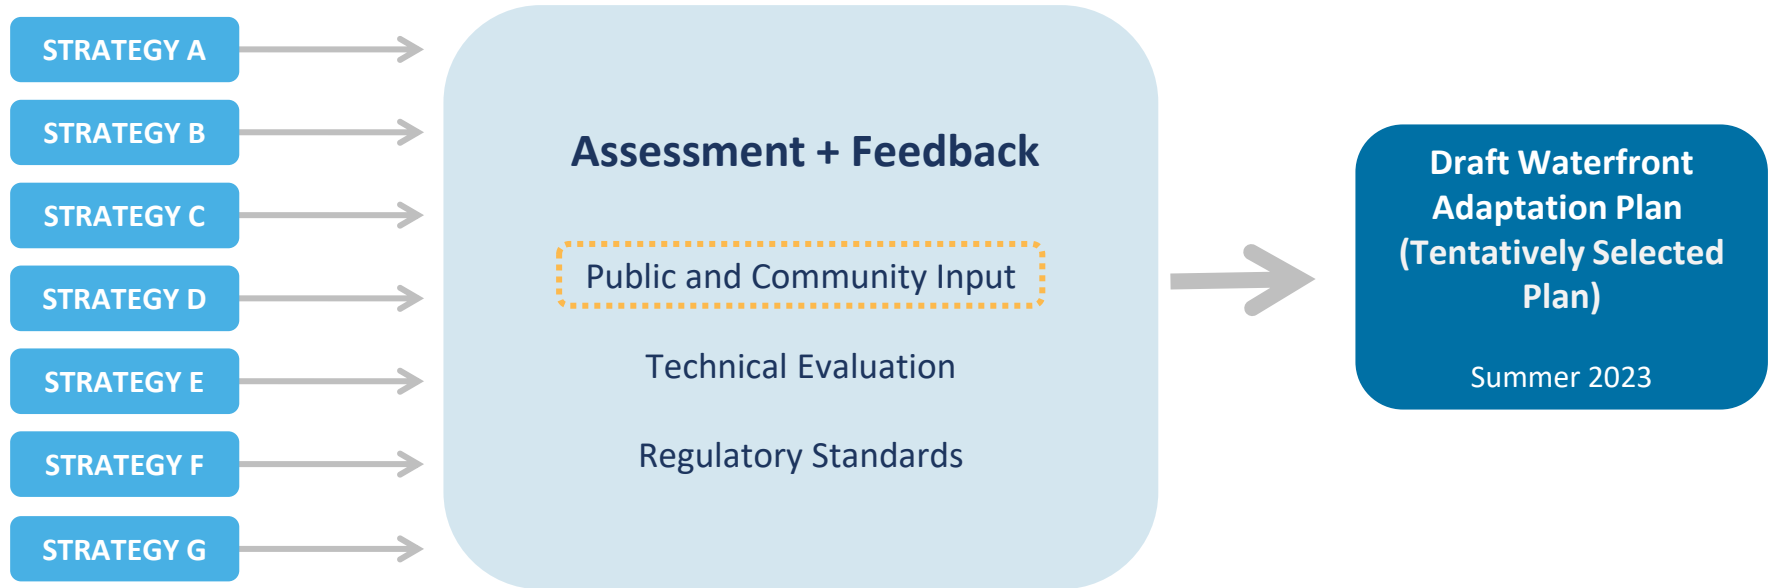 STRATEGY A
STRATEGY B
STRATEGY C
STRATEGY D
STRATEGY E
STRATEGY F
STRATEGY G
Assessment + Feedback
Public and Community Input
Technical Evaluation
Regulatory Standards
Draft Waterfront
Adaptation Plan
(Tentatively Selected
Plan)
Summer 2023